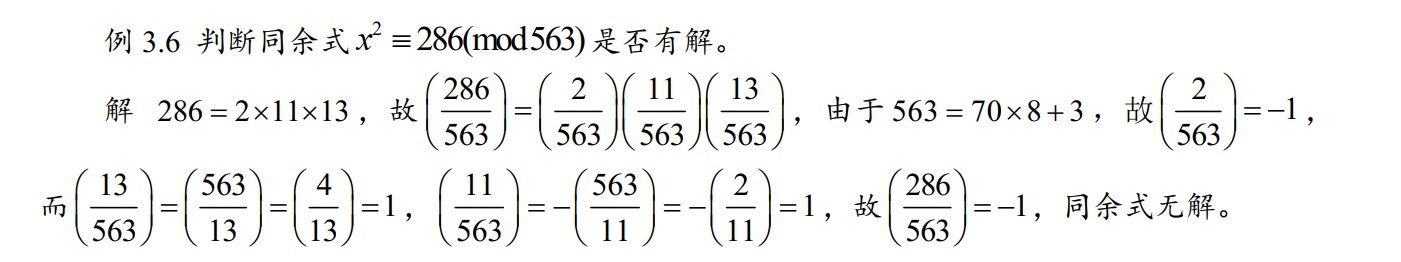 例 3.6 判断同余式 $x^2 \equiv 286(\bmod 563)$ 是否有解。
解 $286 = 2 \times 11 \times 13$，故 $\left(\frac{286}{563}\right) = \left(\frac{2}{563}\right)\left(\frac{11}{563}\right)\left(\frac{13}{563}\right)$，由于 $563 = 70 \times 8 + 3$，故 $\left(\frac{2}{563}\right) = -1$，
而 $\left(\frac{13}{563}\right) = \left(\frac{563}{13}\right) = \left(\frac{4}{13}\right) = 1$，$\left(\frac{11}{563}\right) = -\left(\frac{563}{11}\right) = -\left(\frac{2}{11}\right) = 1$，故 $\left(\frac{286}{563}\right) = -1$，同余式无解。